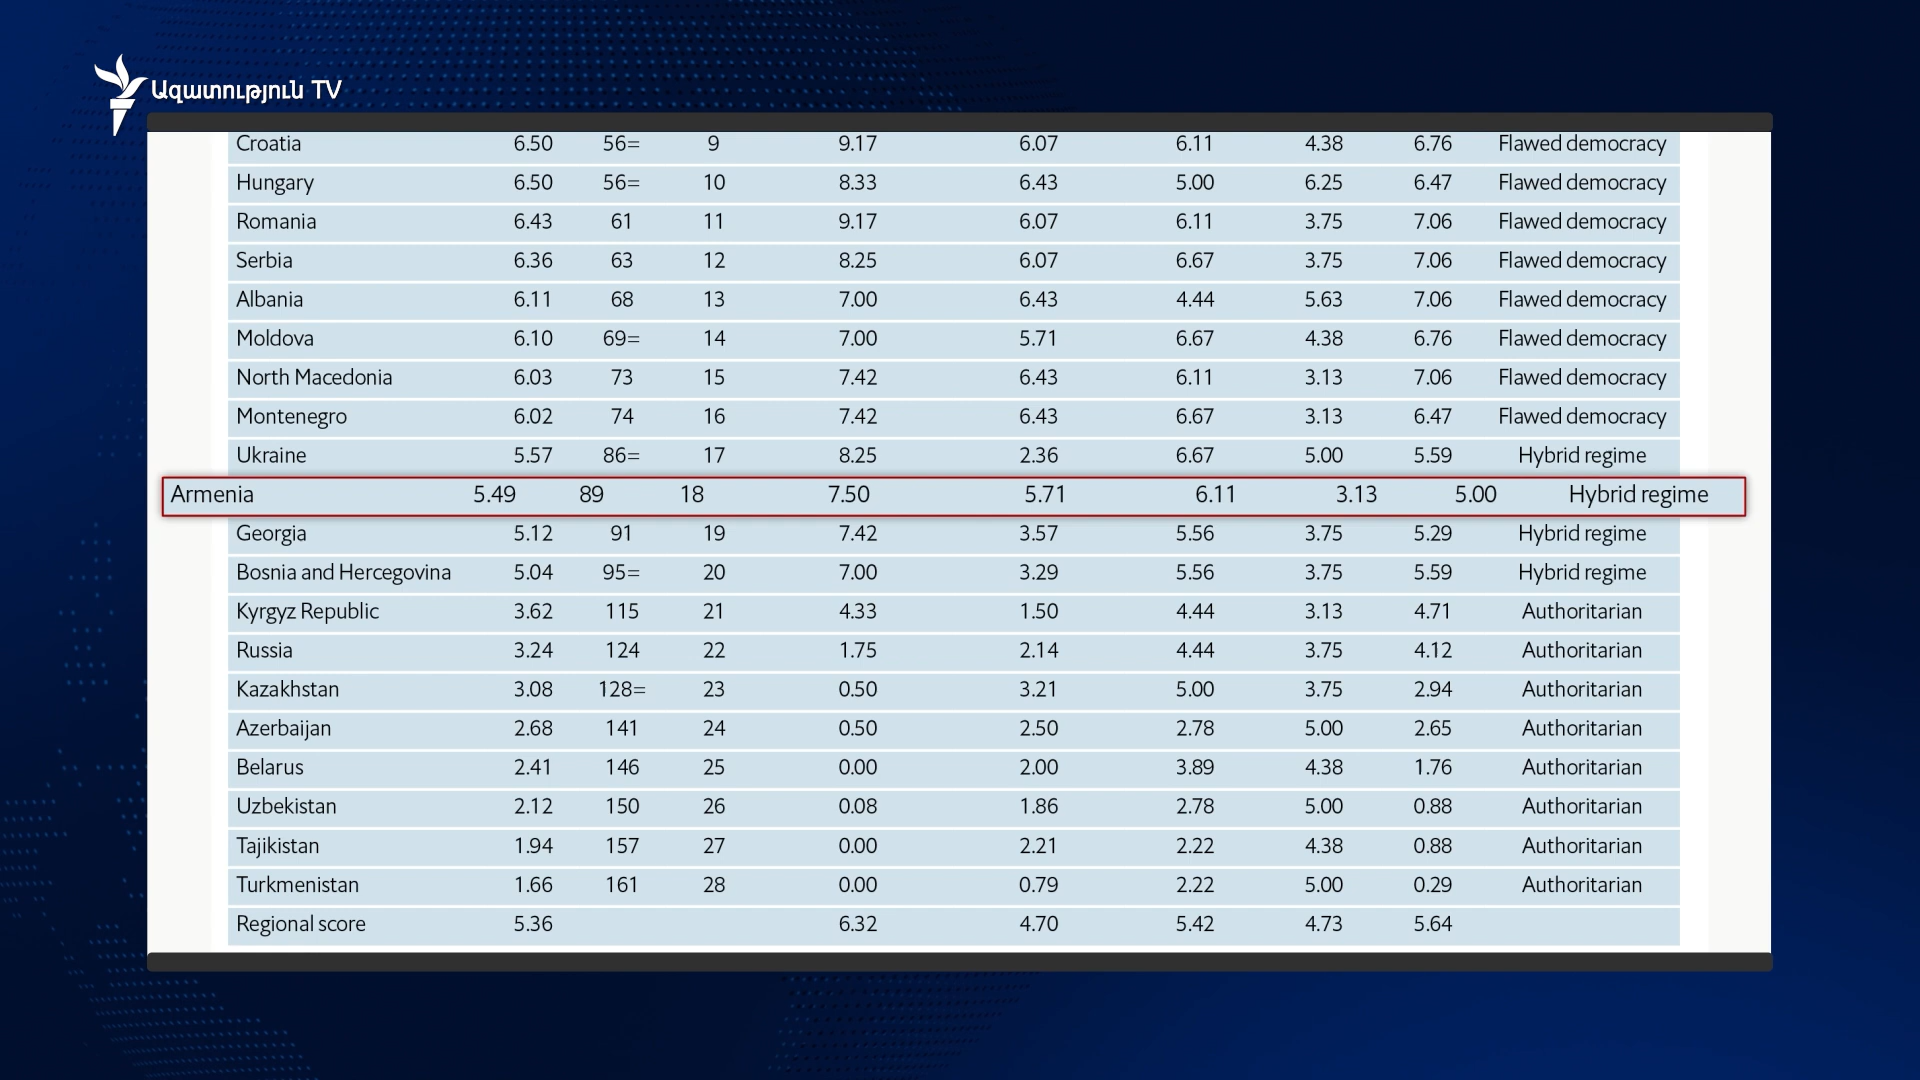 Ազատություն TV
Croatia 6.50 56= 9 9.17 6.07 6.11 4.38 6.76 Flawed democracy
Hungary 6.50 56= 10 8.33 6.43 5.00 6.25 6.47 Flawed democracy
Romania 6.43 61 11 9.17 6.07 6.11 3.75 7.06 Flawed democracy
Serbia 6.36 63 12 8.25 6.07 6.67 3.75 7.06 Flawed democracy
Albania 6.11 68 13 7.00 6.43 4.44 5.63 7.06 Flawed democracy
Moldova 6.10 69= 14 7.00 5.71 6.67 4.38 6.76 Flawed democracy
North Macedonia 6.03 73 15 7.42 6.43 6.11 3.13 7.06 Flawed democracy
Montenegro 6.02 74 16 7.42 6.43 6.67 3.13 6.47 Flawed democracy
Ukraine 5.57 86= 17 8.25 2.36 6.67 5.00 5.59 Hybrid regime
Armenia 5.49 89 18 7.50 5.71 6.11 3.13 5.00 Hybrid regime
Georgia 5.12 91 19 7.42 3.57 5.56 3.75 5.29 Hybrid regime
Bosnia and Hercegovina 5.04 95= 20 7.00 3.29 5.56 3.75 5.59 Hybrid regime
Kyrgyz Republic 3.62 115 21 4.33 1.50 4.44 3.13 4.71 Authoritarian
Russia 3.24 124 22 1.75 2.14 4.44 3.75 4.12 Authoritarian
Kazakhstan 3.08 128= 23 0.50 3.21 5.00 3.75 2.94 Authoritarian
Azerbaijan 2.68 141 24 0.50 2.50 2.78 5.00 2.65 Authoritarian
Belarus 2.41 146 25 0.00 2.00 3.89 4.38 1.76 Authoritarian
Uzbekistan 2.12 150 26 0.08 1.86 2.78 5.00 0.88 Authoritarian
Tajikistan 1.94 157 27 0.00 2.21 2.22 4.38 0.88 Authoritarian
Turkmenistan 1.66 161 28 0.00 0.79 2.22 5.00 0.29 Authoritarian
Regional score 5.36 6.32 4.70 5.42 4.73 5.64